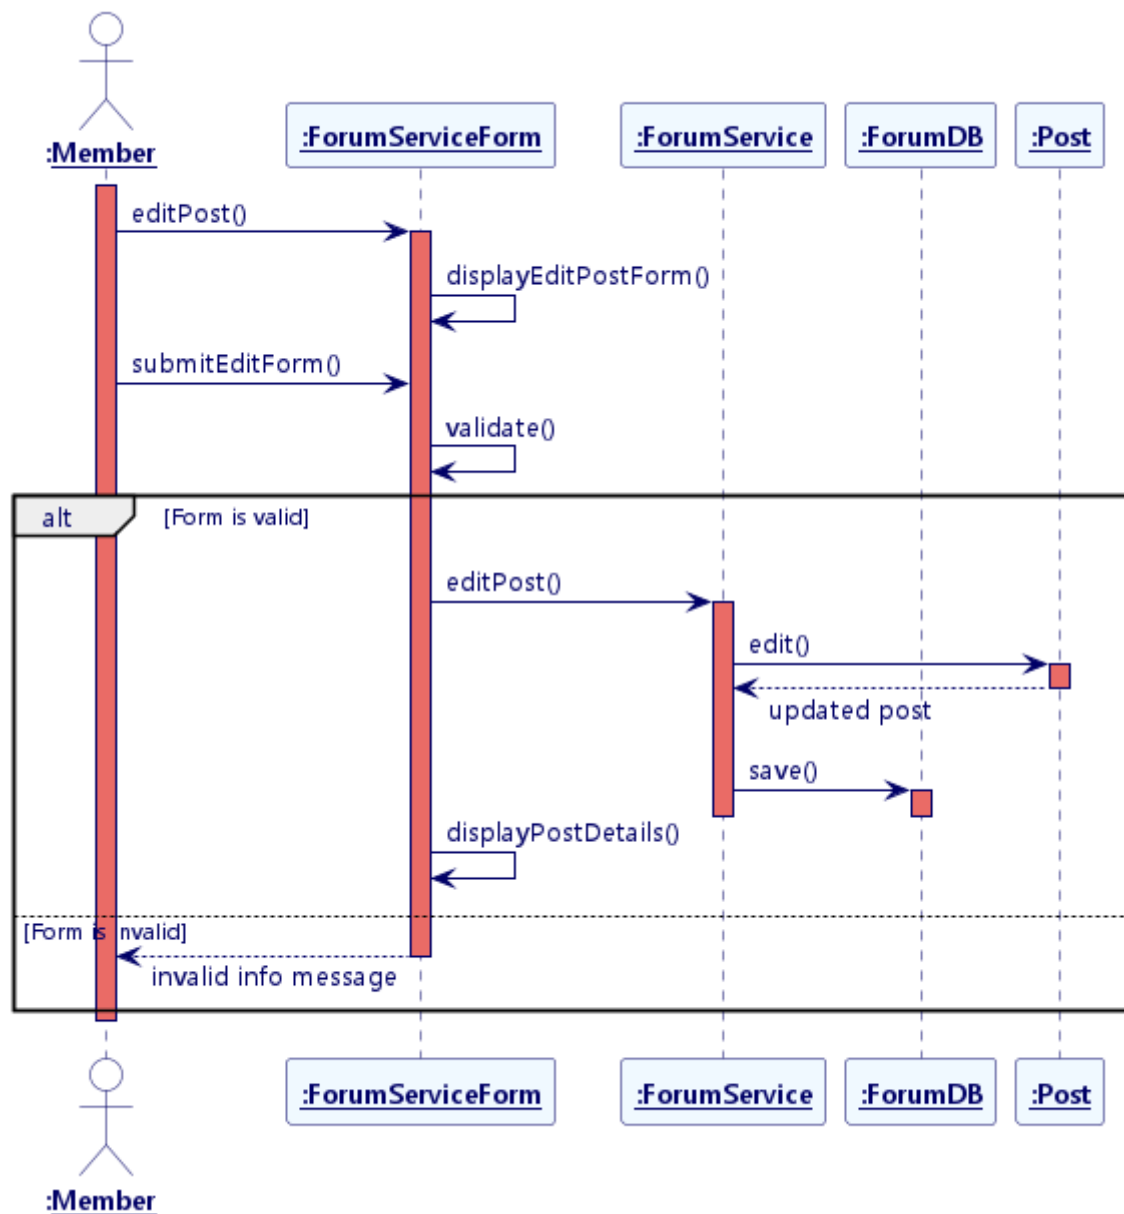 :Member
:ForumServiceForm
:ForumService
:ForumDB
:Post
editPost()
displayEditPostForm()
submitEditForm()
validate()
alt
[Form is valid]
editPost()
edit()
updated post
save()
displayPostDetails()
[Form is invalid]
invalid info message
:ForumServiceForm
:ForumService
:ForumDB
:Post
:Member